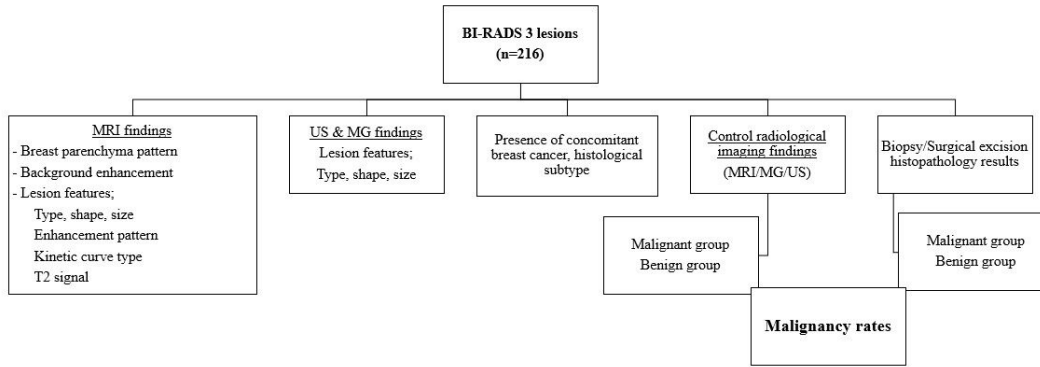 BI-RADS 3 lesions
(n=216)
MRI findings
- Breast parenchyma pattern
- Background enhancement
- Lesion features;
Type, shape, size
Enhancement pattern
Kinetic curve type
T2 signal
US & MG findings
Lesion features;
Type, shape, size
Presence of concomitant
breast cancer, histological
subtype
Control radiological
imaging findings
(MRI/MG/US)
Biopsy/Surgical excision
histopathology results
Malignant group
Benign group
Malignant group
Benign group
Malignancy rates